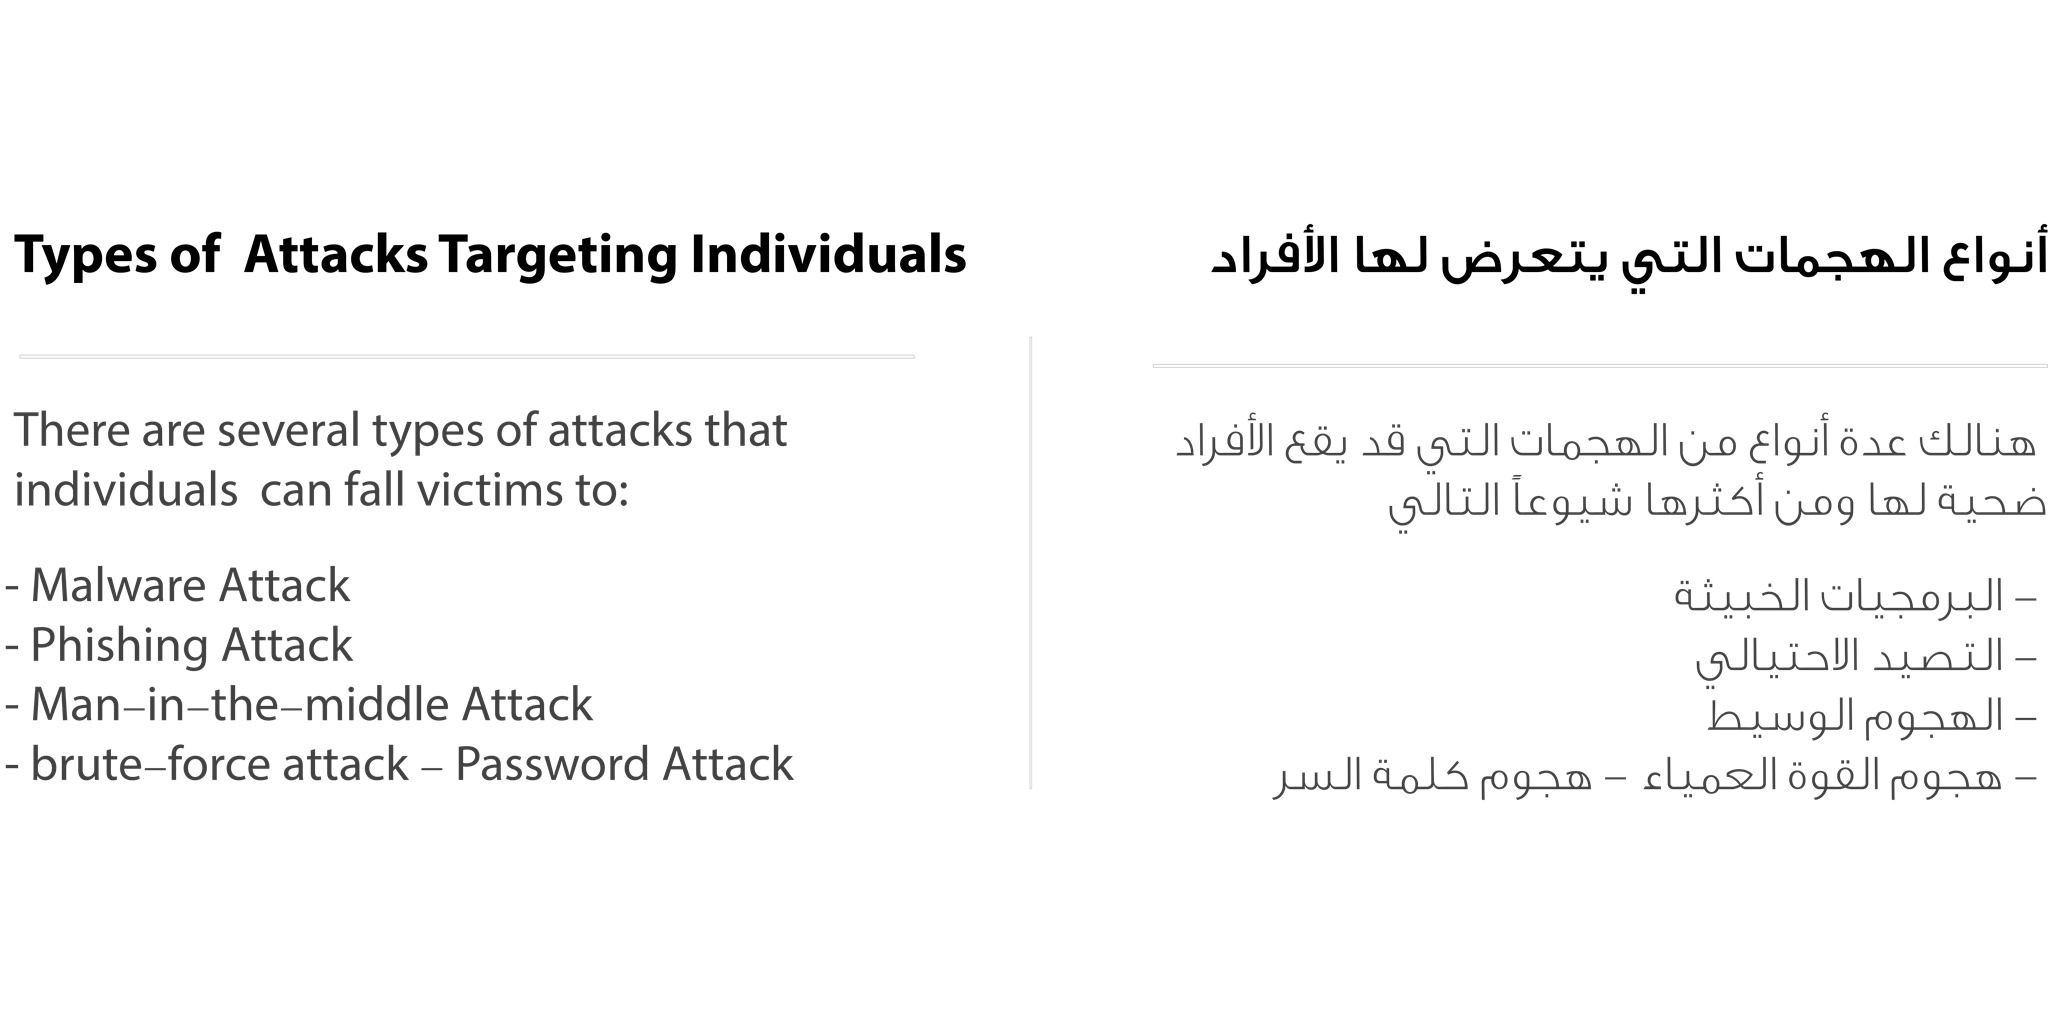 Types of  Attacks Targeting Individuals
There are several types of attacks that
individuals  can fall victims to:
- Malware Attack
- Phishing Attack
- Man–in–the–middle Attack
- brute–force attack – Password Attack
أنواع الهجمات التي يتعرض لها الأفراد
هنالك عدة أنواع من الهجمات التي قد يقع الأفراد
ضحية لها ومن أكثرها شيوعاً التالي
– البرمجيات الخبيثة
– التصيد الاحتيالي
– الهجوم الوسيط
– هجوم القوة العمياء – هجوم كلمة السر